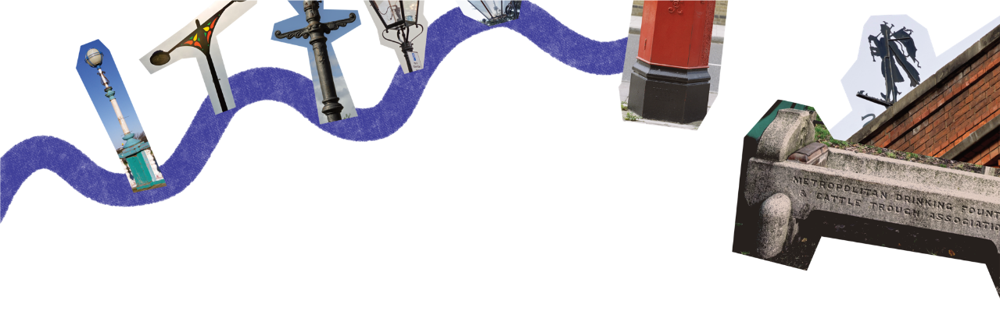 METROPOLITAN DRINKING FOUNT
& CATTLE TROUGH ASSOCIATIO